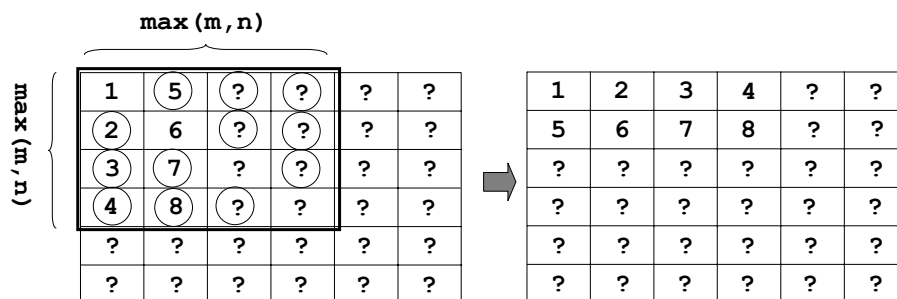 max(m,n)
max(m,n)
1 5 ? ? ? ?
2 6 ? ? ? ?
3 7 ? ? ? ?
4 8 ? ? ? ?
? ? ? ? ? ?
? ? ? ? ? ?
1 2 3 4 ? ?
5 6 7 8 ? ?
? ? ? ? ? ?
? ? ? ? ? ?
? ? ? ? ? ?
? ? ? ? ? ?